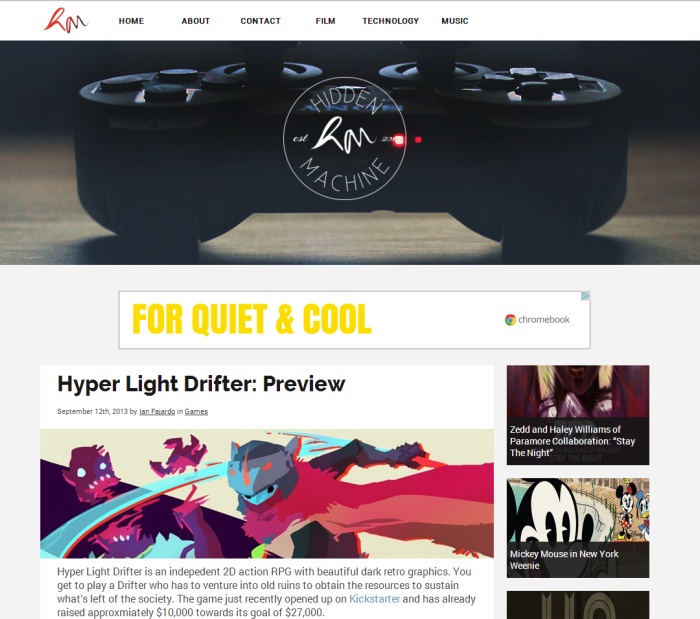 hm
HOME
ABOUT
CONTACT
FILM
TECHNOLOGY
MUSIC
HIDDEN
est
hm
MACHINE
FOR QUIET & COOL
chromebook
Hyper Light Drifter: Preview
September 12th, 2013 by Ian Fajardo in Games
Hyper Light Drifter is an indepedent 2D action RPG with beautiful dark retro graphics. You
get to play a Drifter who has to venture into old ruins to obtain the resources to sustain
what's left of the society. The game just recently opened up on Kickstarter and has already
raised approxmiately $10,000 towards its goal of $27,000.
STAY THE NIGHT
Zedd and Haley Williams of
Paramore Collaboration: “Stay
The Night”
Mickey Mouse in New York
Weenie